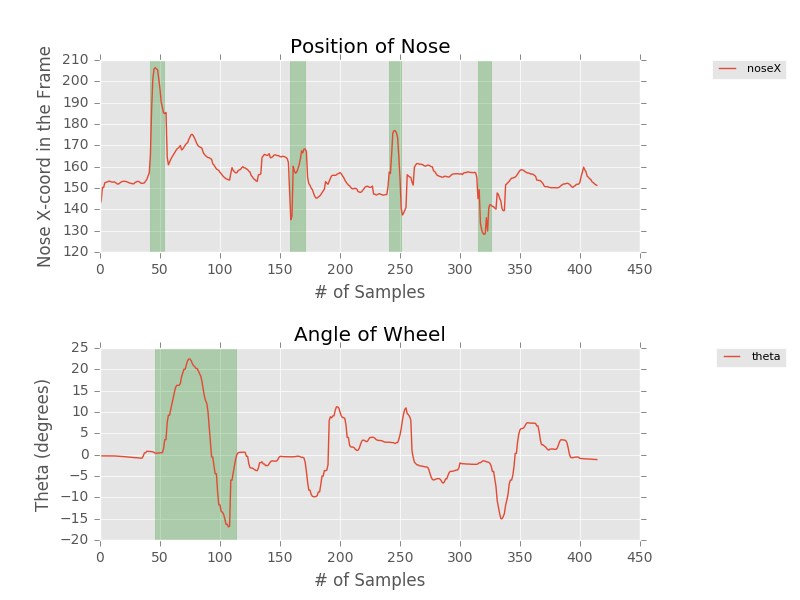 Position of Nose
noseX
Nose X-coord in the Frame
210
200
190
180
170
160
150
140
130
120
0 50 100 150 200 250 300 350 400 450
# of Samples
Angle of Wheel
theta
Theta (degrees)
25
20
15
10
5
0
−5
−10
−15
−20
0 50 100 150 200 250 300 350 400 450
# of Samples